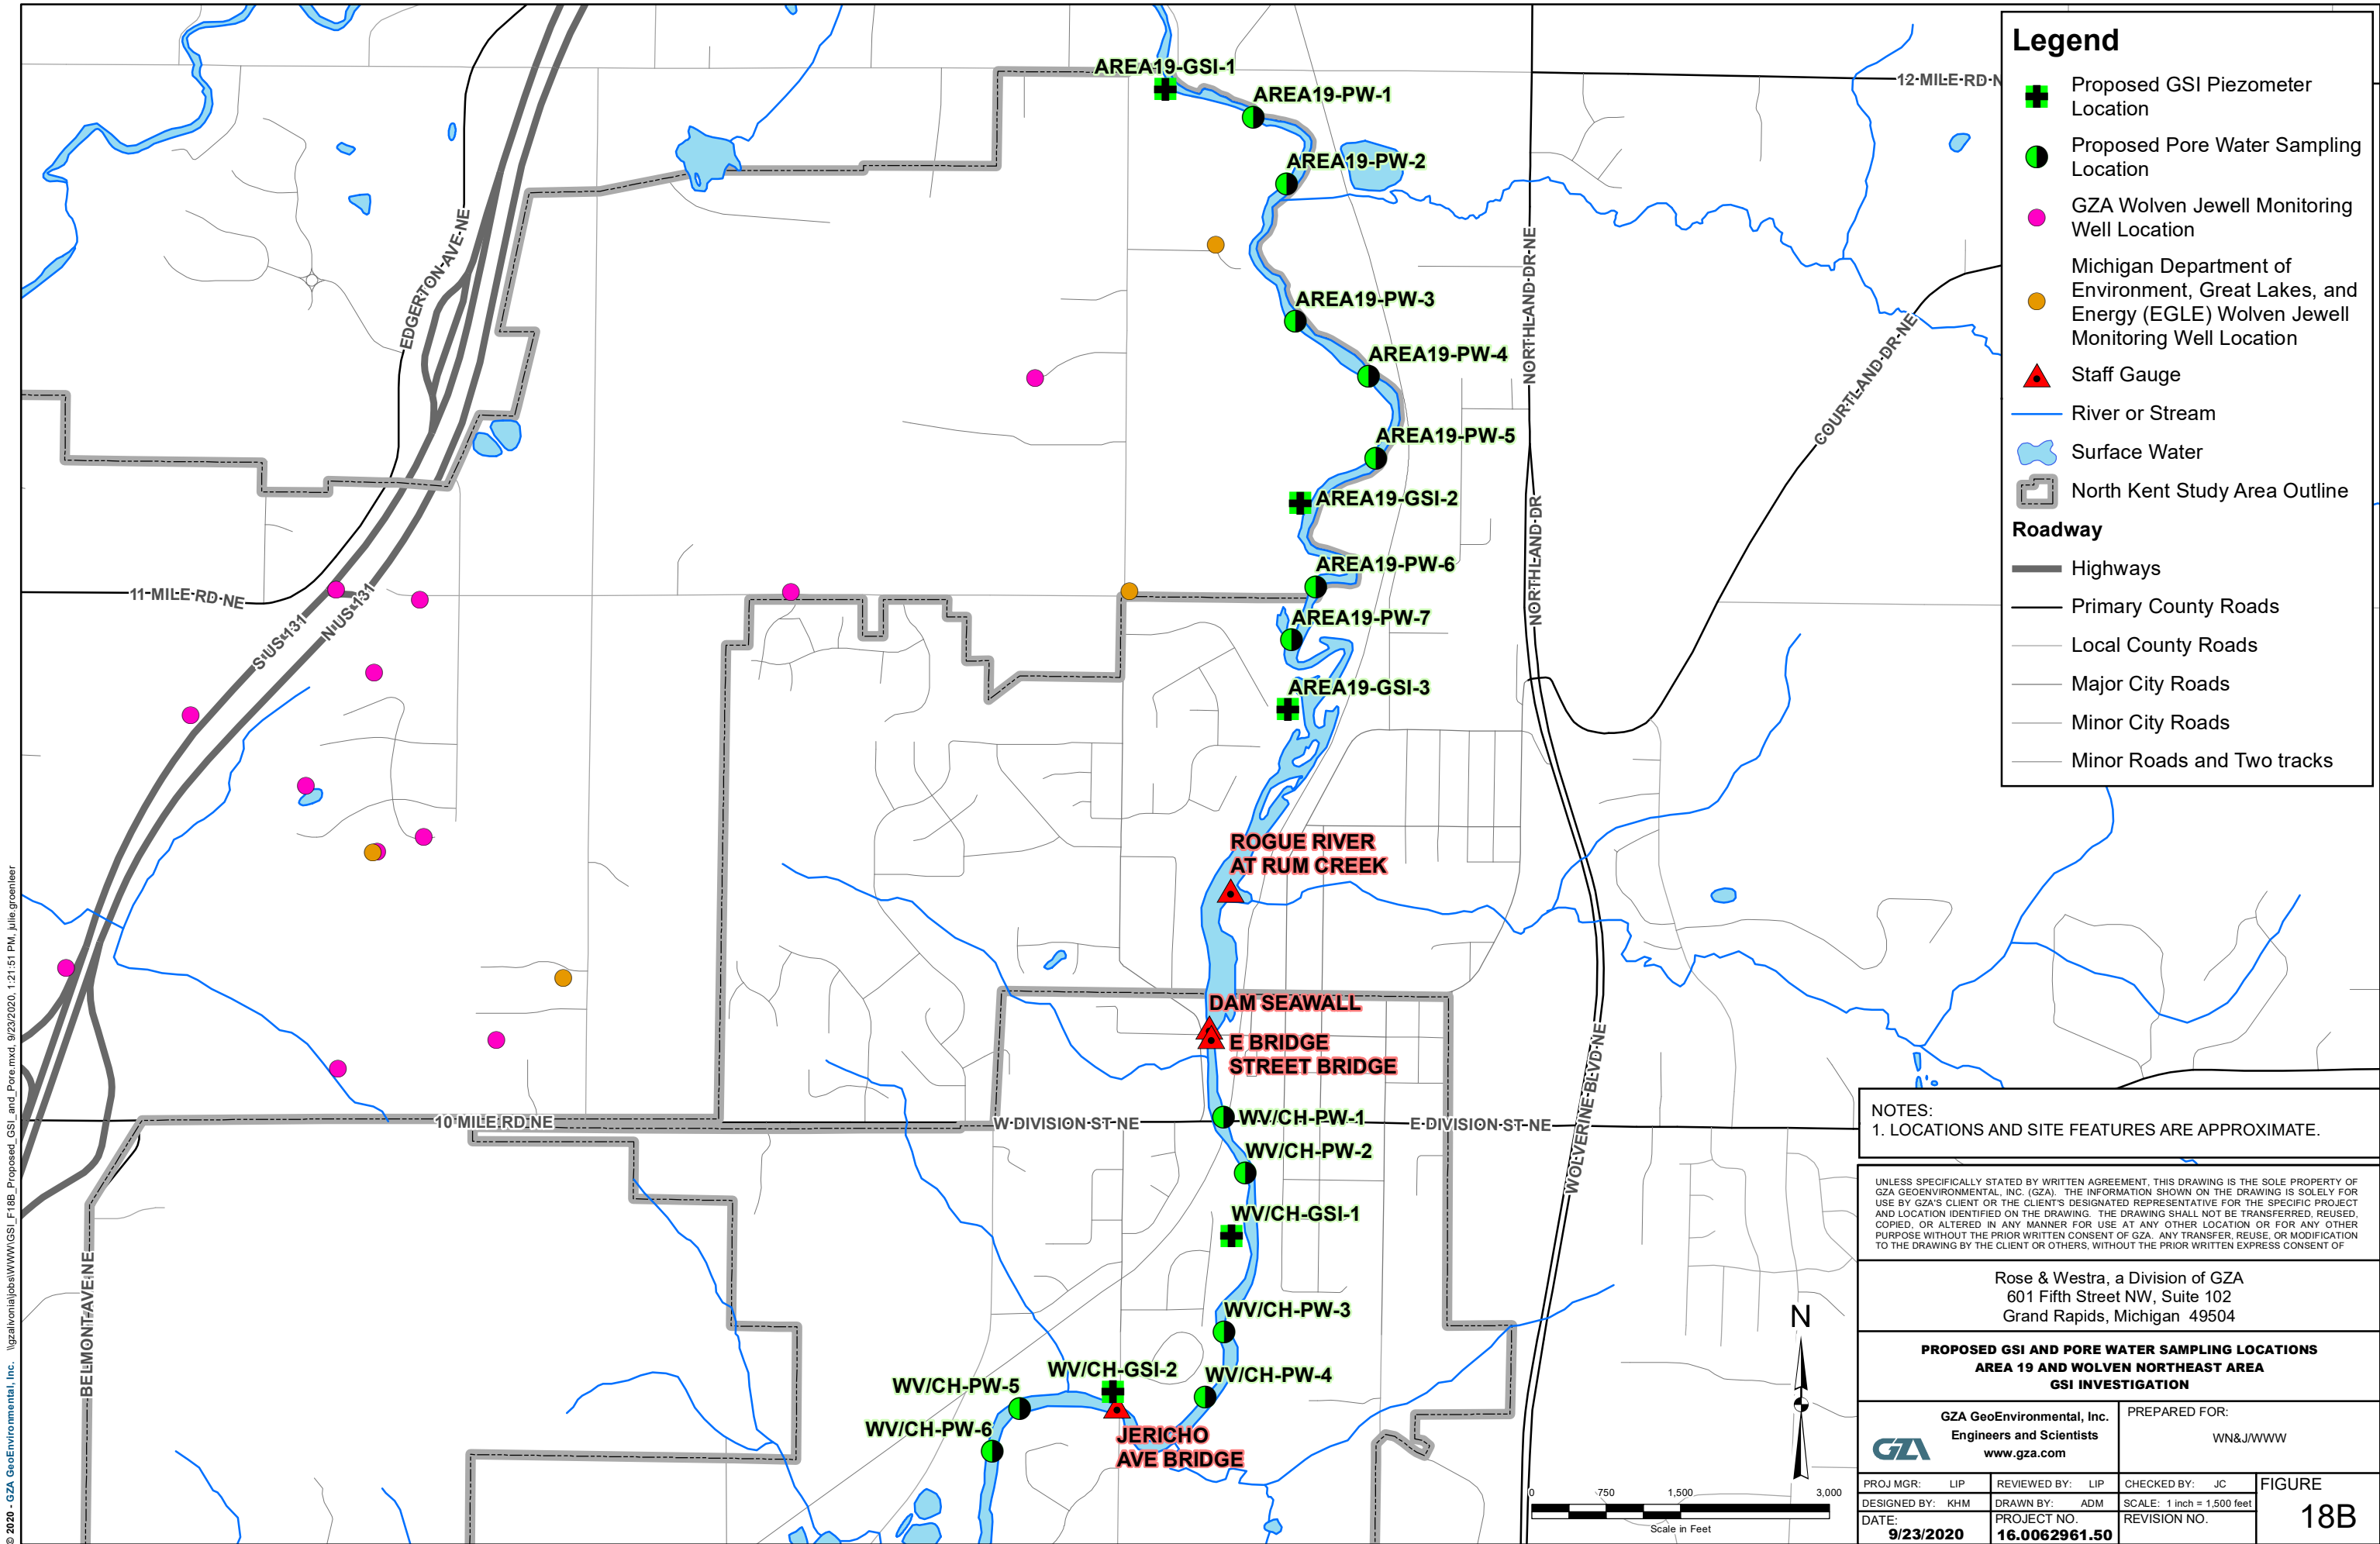 AREA19-GSI-1
AREA19-PW-1
AREA19-PW-2
AREA19-PW-3
AREA19-PW-4
AREA19-PW-5
AREA19-GSI-2
AREA19-PW-6
AREA19-PW-7
AREA19-GSI-3
ROGUE RIVER
AT RUM CREEK
DAM SEAWALL
E BRIDGE
STREET BRIDGE
WV/CH-PW-1
WV/CH-PW-2
WV/CH-GSI-1
WV/CH-PW-3
WV/CH-PW-4
WV/CH-GSI-2
WV/CH-PW-5
WV/CH-PW-6
JERICHO
AVE BRIDGE
12-MILE-RD-N
EDGERTON-AVE-NE
NORTHLAND-DR-NE
NORTHLAND-DR
COURTLAND-DR-NE
11-MILE-RD-NE
S-US-131
N-US-131
10 MILE RD NE
W-DIVISION-ST-NE
E-DIVISION-ST-NE
WOLVERINE-BLVD-NE
BELMONT-AVE-NE
Legend
Proposed GSI Piezometer
Location
Proposed Pore Water Sampling
Location
GZA Wolven Jewell Monitoring
Well Location
Michigan Department of
Environment, Great Lakes, and
Energy (EGLE) Wolven Jewell
Monitoring Well Location
Staff Gauge
River or Stream
Surface Water
North Kent Study Area Outline
Roadway
Highways
Primary County Roads
Local County Roads
Major City Roads
Minor City Roads
Minor Roads and Two tracks
NOTES:
1. LOCATIONS AND SITE FEATURES ARE APPROXIMATE.
UNLESS SPECIFICALLY STATED BY WRITTEN AGREEMENT, THIS DRAWING IS THE SOLE PROPERTY OF
GZA GEOENVIRONMENTAL, INC. (GZA). THE INFORMATION SHOWN ON THE DRAWING IS SOLELY FOR
USE BY GZA'S CLIENT OR THE CLIENT'S DESIGNATED REPRESENTATIVE FOR THE SPECIFIC PROJECT
AND LOCATION IDENTIFIED ON THE DRAWING. THE DRAWING SHALL NOT BE TRANSFERRED, REUSED,
COPIED, OR ALTERED IN ANY MANNER FOR USE AT ANY OTHER LOCATION OR FOR ANY OTHER
PURPOSE WITHOUT THE PRIOR WRITTEN CONSENT OF GZA. ANY TRANSFER, REUSE, OR MODIFICATION
TO THE DRAWING BY THE CLIENT OR OTHERS, WITHOUT THE PRIOR WRITTEN EXPRESS CONSENT OF
Rose & Westra, a Division of GZA
601 Fifth Street NW, Suite 102
Grand Rapids, Michigan 49504
PROPOSED GSI AND PORE WATER SAMPLING LOCATIONS
AREA 19 AND WOLVEN NORTHEAST AREA
GSI INVESTIGATION
GZA
GZA GeoEnvironmental, Inc.
Engineers and Scientists
www.gza.com
PREPARED FOR:
WN&J/WWW
PROJ MGR: LIP
REVIEWED BY: LIP
CHECKED BY: JC
DESIGNED BY: KHM
DRAWN BY: ADM
SCALE: 1 inch = 1,500 feet
DATE:
9/23/2020
PROJECT NO.
16.0062961.50
REVISION NO.
FIGURE
18B
N
0 750 1,500 3,000
Scale in Feet
© 2020 - GZA GeoEnvironmental, Inc. \\gzalivonia\jobs\WWW\GSI_F18B_Proposed_GSI_and_Pore.mxd, 9/23/2020, 1:21:51 PM, julie.groenleer